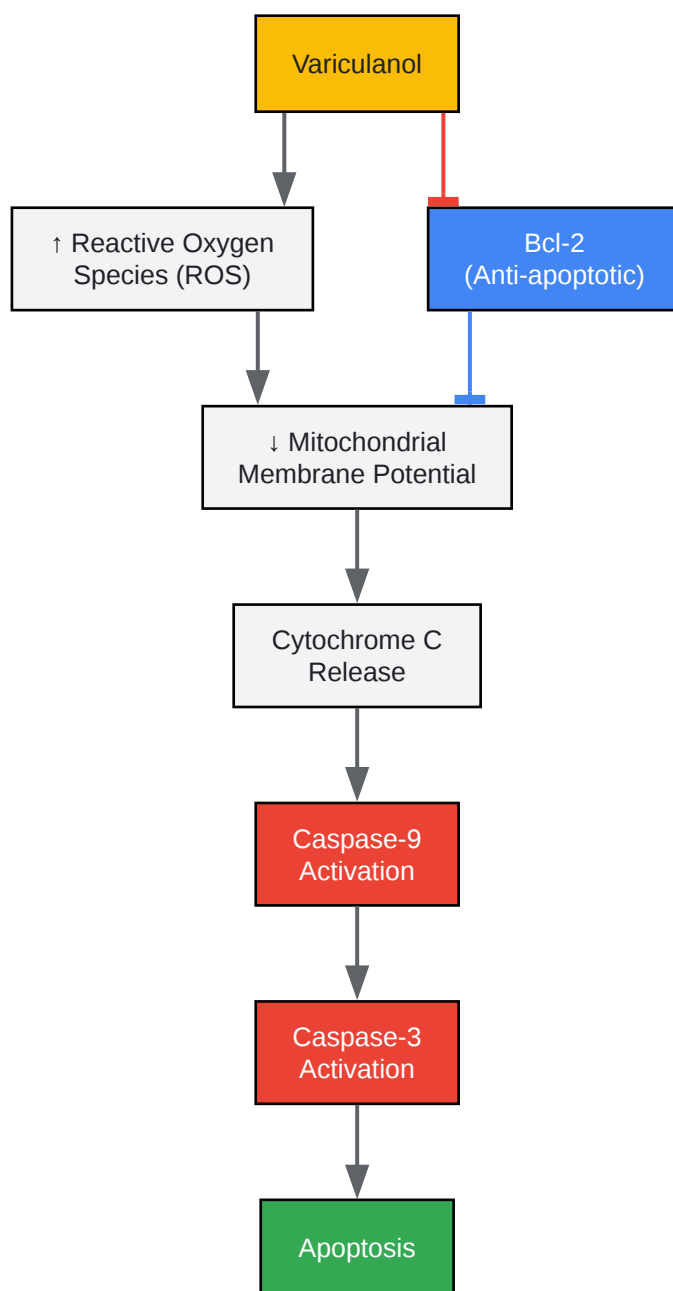 Variculanol
↑ Reactive Oxygen
Species (ROS)
Bcl-2
(Anti-apoptotic)
↓ Mitochondrial
Membrane Potential
Cytochrome C
Release
Caspase-9
Activation
Caspase-3
Activation
Apoptosis